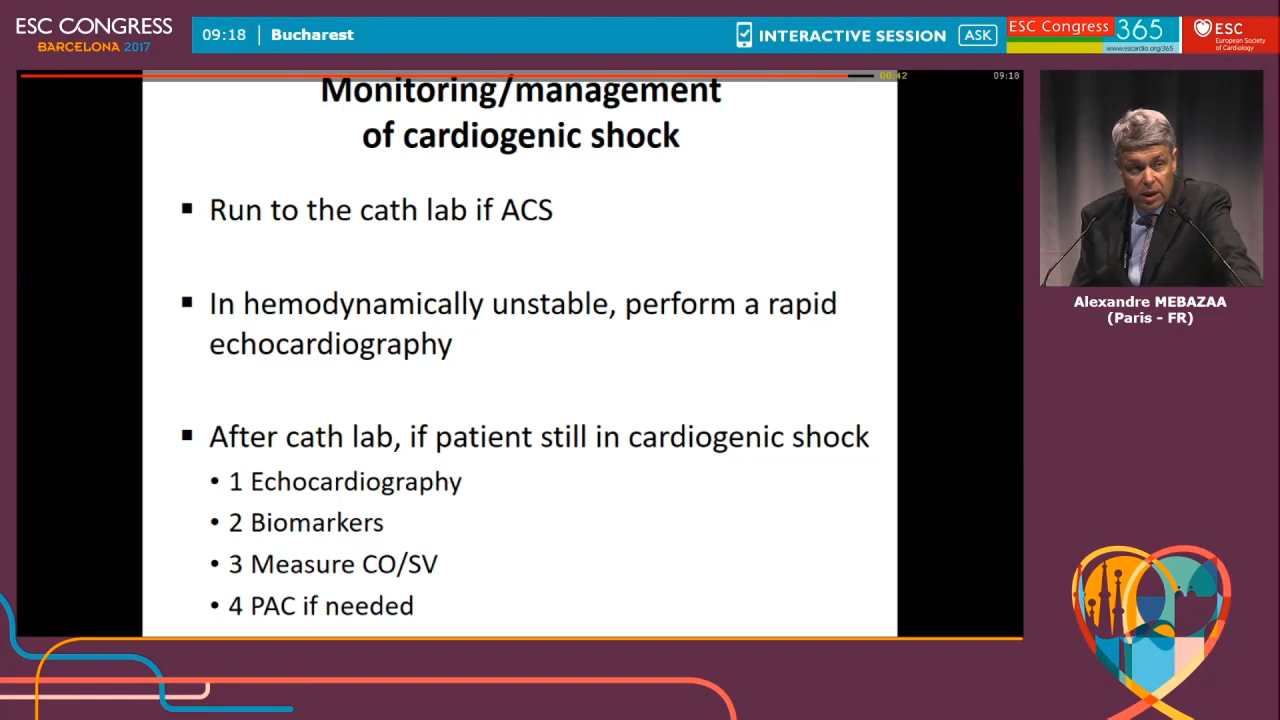 ESC CONGRESS
BARCELONA 2017
09:18 Bucharest
INTERACTIVE SESSION ASK
ESC Congress
365
www.escardio.org/365
ESC
European Society
of Cardiology
00:42
09:18
Monitoring/management
of cardiogenic shock
▪ Run to the cath lab if ACS
▪ In hemodynamically unstable, perform a rapid
echocardiography
▪ After cath lab, if patient still in cardiogenic shock
• 1 Echocardiography
• 2 Biomarkers
• 3 Measure CO/SV
• 4 PAC if needed
Alexandre MEBAZAA
(Paris - FR)